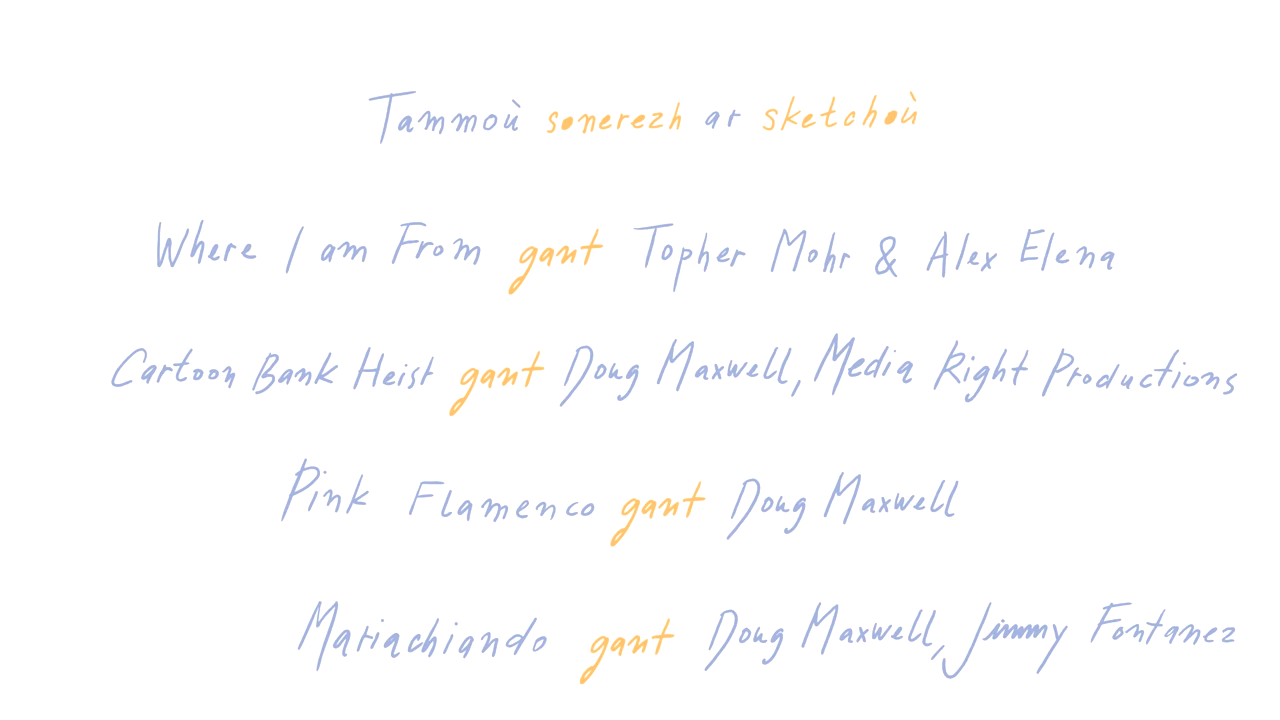 Tammoù sonerezh ar sketchoù
Where I am From gant Topher Mohr & Alex Elena
Cartoon Bank Heist gant Doug Maxwell, Media Right Productions
Pink Flamenco gant Doug Maxwell
Mariachiando gant Doug Maxwell, Jimmy Fontanez